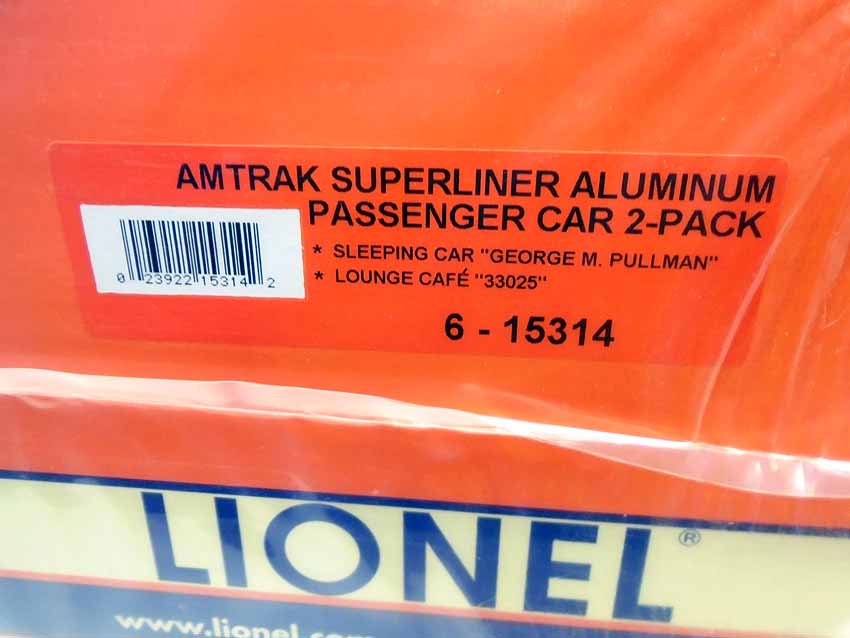 AMTRAK SUPERLINER ALUMINUM
PASSENGER CAR 2-PACK
* SLEEPING CAR "GEORGE M. PULLMAN"
* LOUNGE CAFÉ "33025"
0 23922 15314 2
6 - 15314
LIONEL®
www.lionel.com